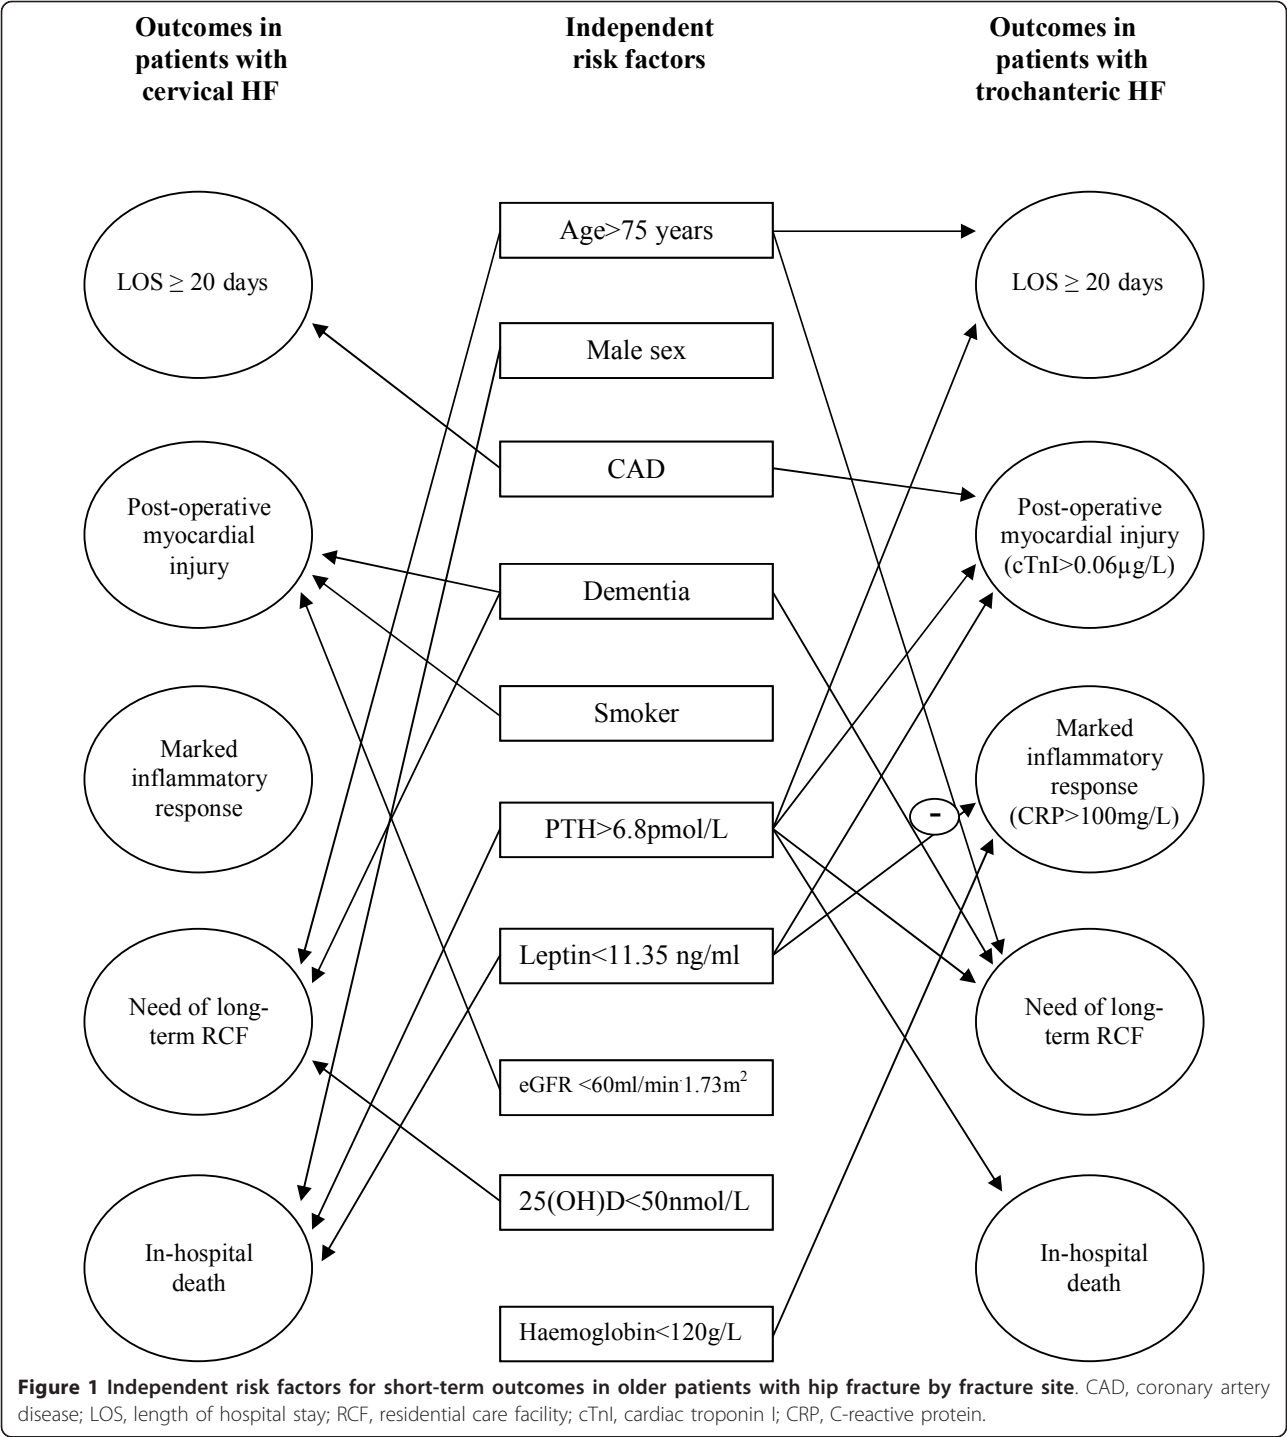 Outcomes in
patients with
cervical HF
Independent
risk factors
Outcomes in
patients with
trochanteric HF
LOS ≥ 20 days
Post-operative
myocardial
injury
Marked
inflammatory
response
Need of long-
term RCF
In-hospital
death
Age>75 years
Male sex
CAD
Dementia
Smoker
PTH>6.8pmol/L
Leptin<11.35 ng/ml
eGFR <60ml/min·1.73m²
25(OH)D<50nmol/L
Haemoglobin<120g/L
LOS ≥ 20 days
Post-operative
myocardial injury
(cTnI>0.06µg/L)
Marked
inflammatory
response
(CRP>100mg/L)
-
Need of long-
term RCF
In-hospital
death
Figure 1 Independent risk factors for short-term outcomes in older patients with hip fracture by fracture site. CAD, coronary artery
disease; LOS, length of hospital stay; RCF, residential care facility; cTnI, cardiac troponin I; CRP, C-reactive protein.